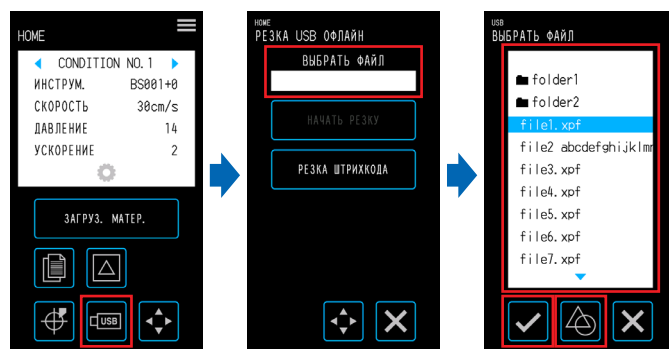 HOME
CONDITION NO.1
ИНСТРУМ. BS001+0
СКОРОСТЬ 30cm/s
ДАВЛЕНИЕ 14
УСКОРЕНИЕ 2
ЗАГРУЗ. МАТЕР.
USB
HOME
РЕЗКА USB ОФЛАЙН
ВЫБРАТЬ ФАЙЛ
НАЧАТЬ РЕЗКУ
РЕЗКА ШТРИХКОДА
USB
ВЫБРАТЬ ФАЙЛ
folder1
folder2
file1.xpf
file2 abcdefghijklm
file3.xpf
file4.xpf
file5.xpf
file6.xpf
file7.xpf